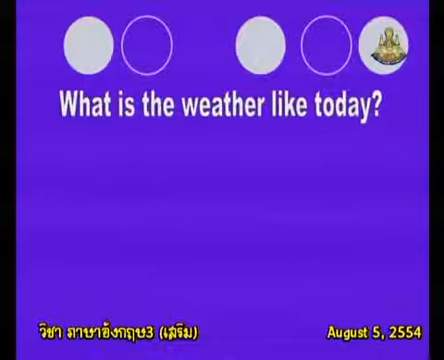 What is the weather like today?
วิชา ภาษาอังกฤษ3 (เสริม)
August 5, 2554